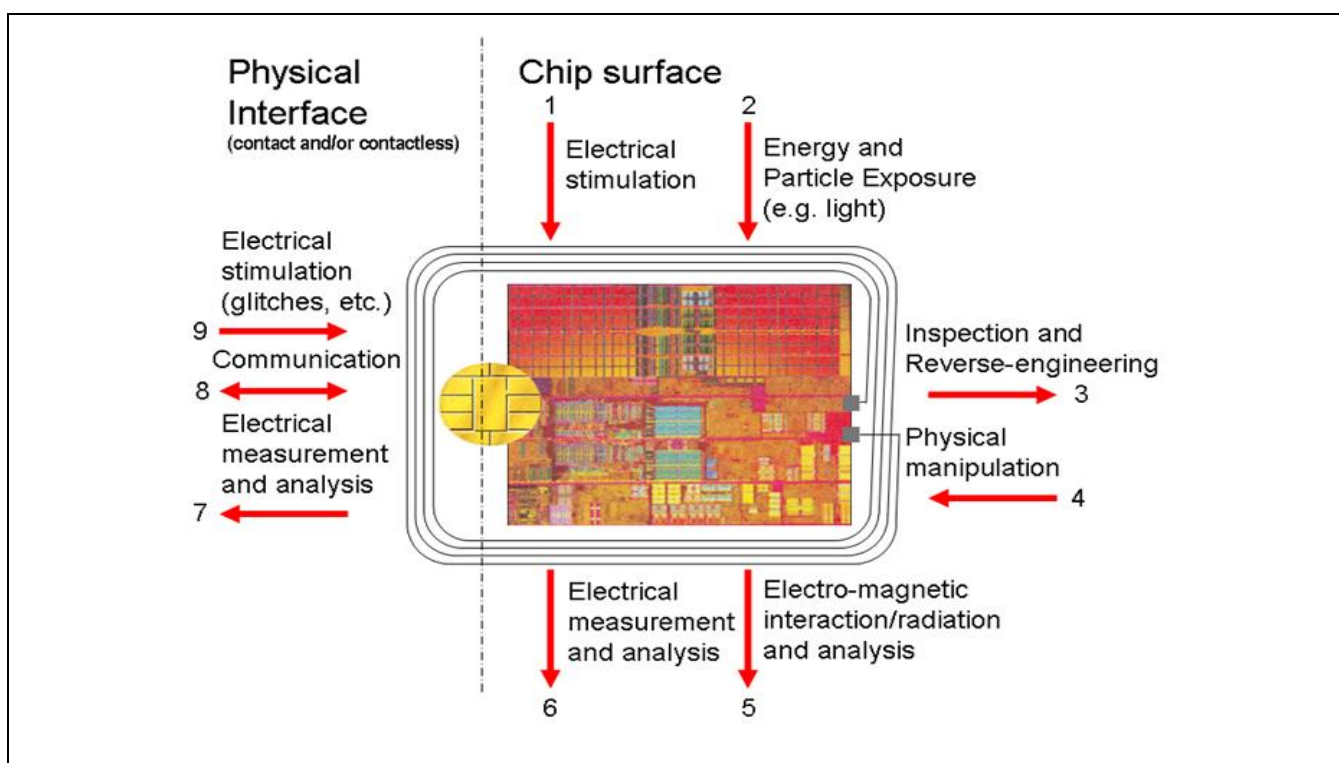 Physical
Interface
(contact and/or contactless)
Chip surface
1
Electrical
stimulation
2
Energy and
Particle Exposure
(e.g. light)
Electrical
stimulation
(glitches, etc.)
9
Communication
8
Electrical
measurement
and analysis
7
Inspection and
Reverse-engineering
3
Physical
manipulation
4
Electrical
measurement
and analysis
6
Electro-magnetic
interaction/radiation
and analysis
5